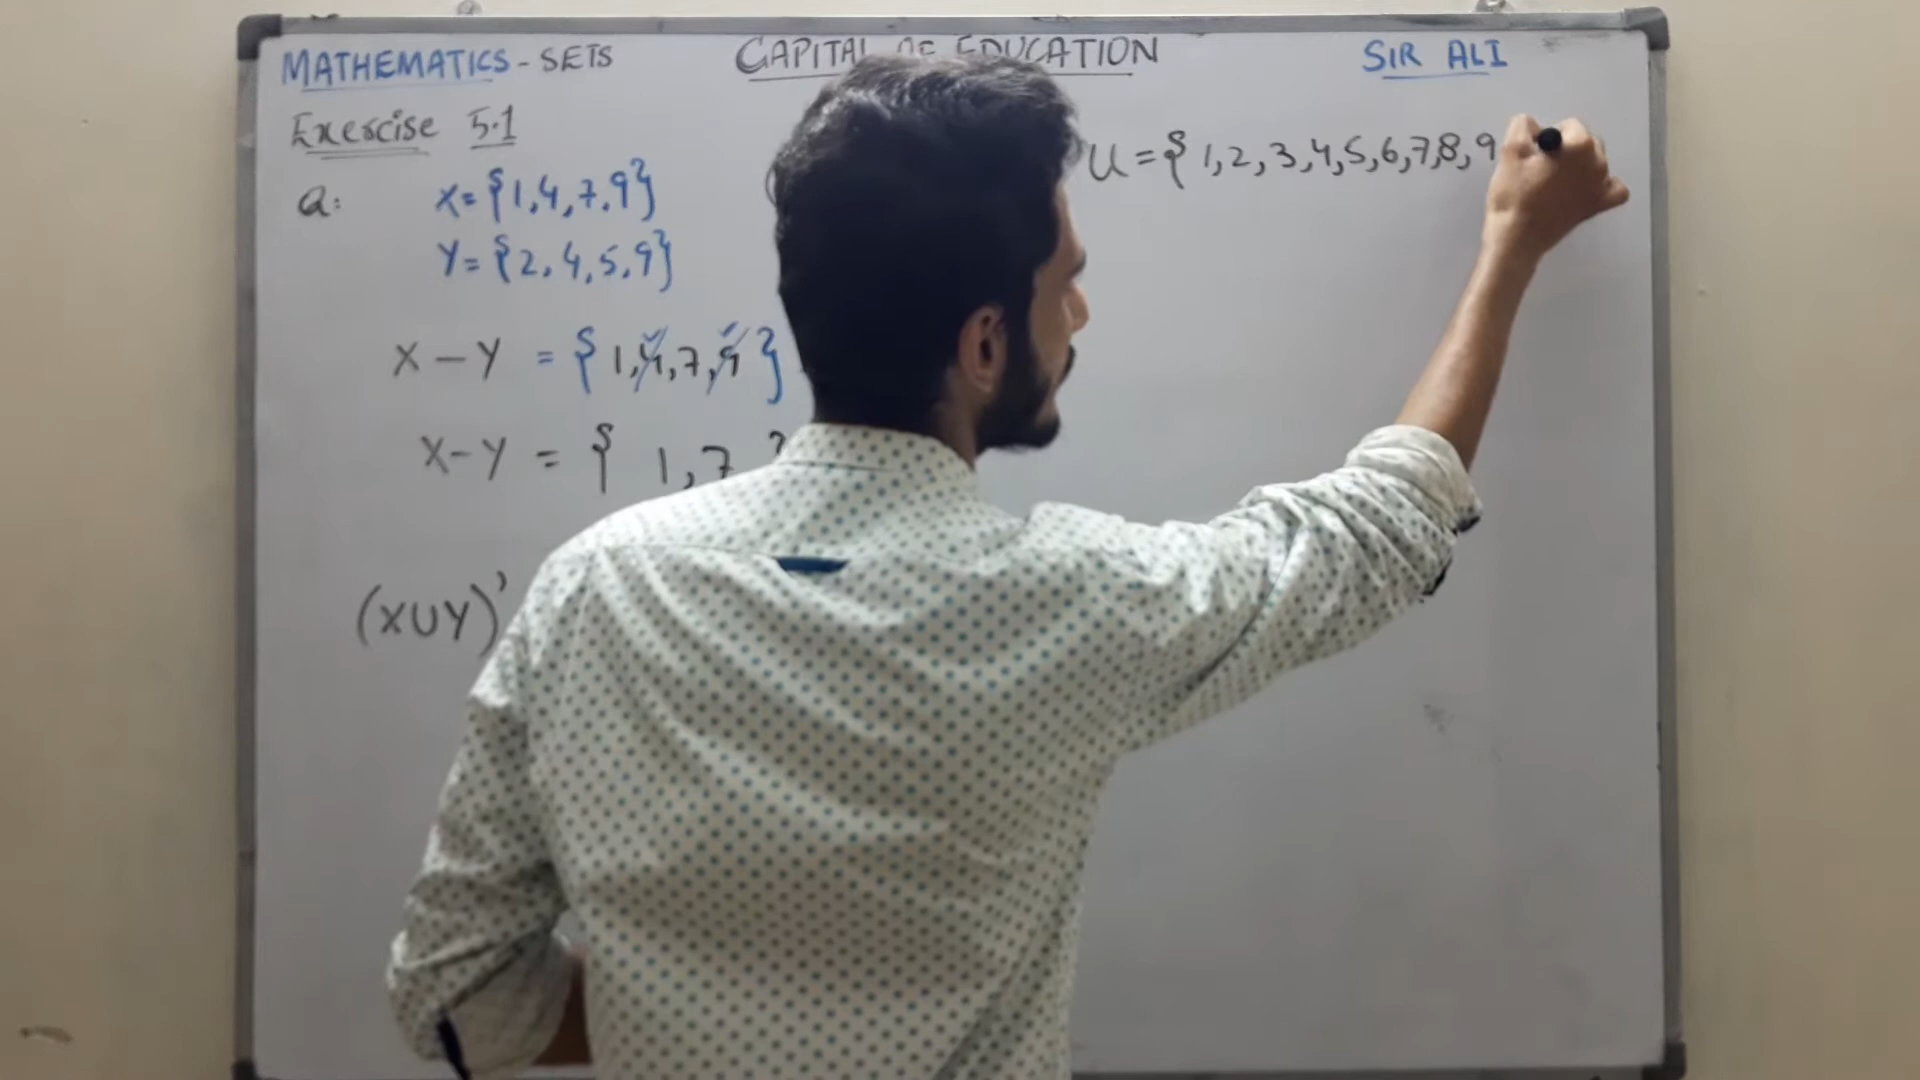 MATHEMATICS - SETS
CAPITAL OF EDUCATION
SIR ALI
Exercise 5.1
Q:
X = {1,4,7,9}
Y = {2,4,5,9}
X - Y = {1,4,7,9}
X - Y = { 1,7 }
(XUY)'
U = { 1,2,3,4,5,6,7,8,9